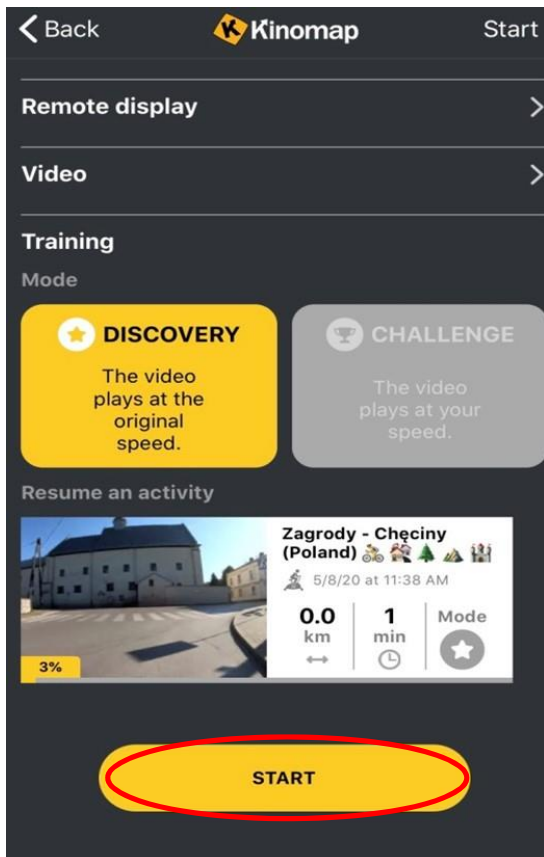 Back
Kinomap
Start
Remote display
Video
Training
Mode
DISCOVERY
The video
plays at the
original
speed.
CHALLENGE
The video
plays at your
speed.
Resume an activity
Zagrody - Chęciny
(Poland)
5/8/20 at 11:38 AM
0.0
km
1
min
Mode
3%
START